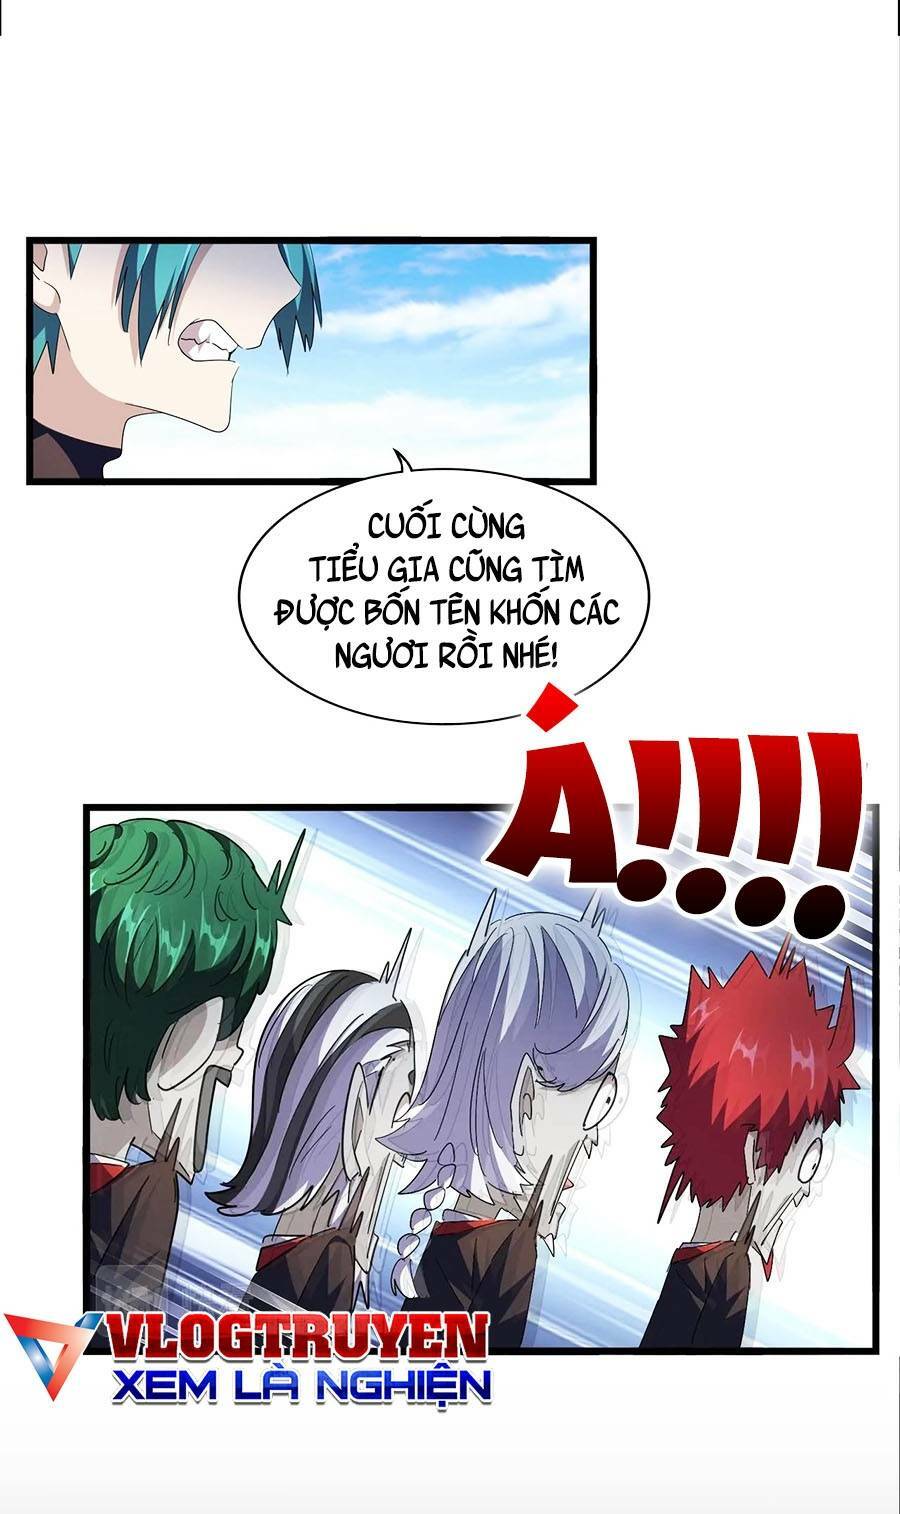 CUỐI CÙNG
TIỂU GIA CŨNG TÌM
ĐƯỢC BỐN TÊN KHỐN CÁC
NGƯƠI RỒI NHÉ!
Á!!!!
VLOGTRUYEN
XEM LÀ NGHIỆN